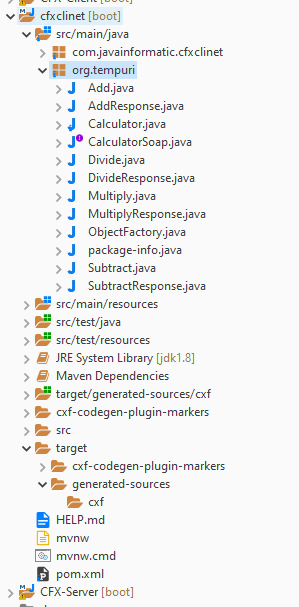 CFX-Client [boot]
cfxclinet [boot]
src/main/java
com.javainformatic.cfxclinet
org.tempuri
Add.java
AddResponse.java
Calculator.java
CalculatorSoap.java
Divide.java
DivideResponse.java
Multiply.java
MultiplyResponse.java
ObjectFactory.java
package-info.java
Subtract.java
SubtractResponse.java
src/main/resources
src/test/java
src/test/resources
JRE System Library [jdk1.8]
Maven Dependencies
target/generated-sources/cxf
cxf-codegen-plugin-markers
src
target
cxf-codegen-plugin-markers
generated-sources
cxf
HELP.md
mvnw
mvnw.cmd
pom.xml
CFX-Server [boot]